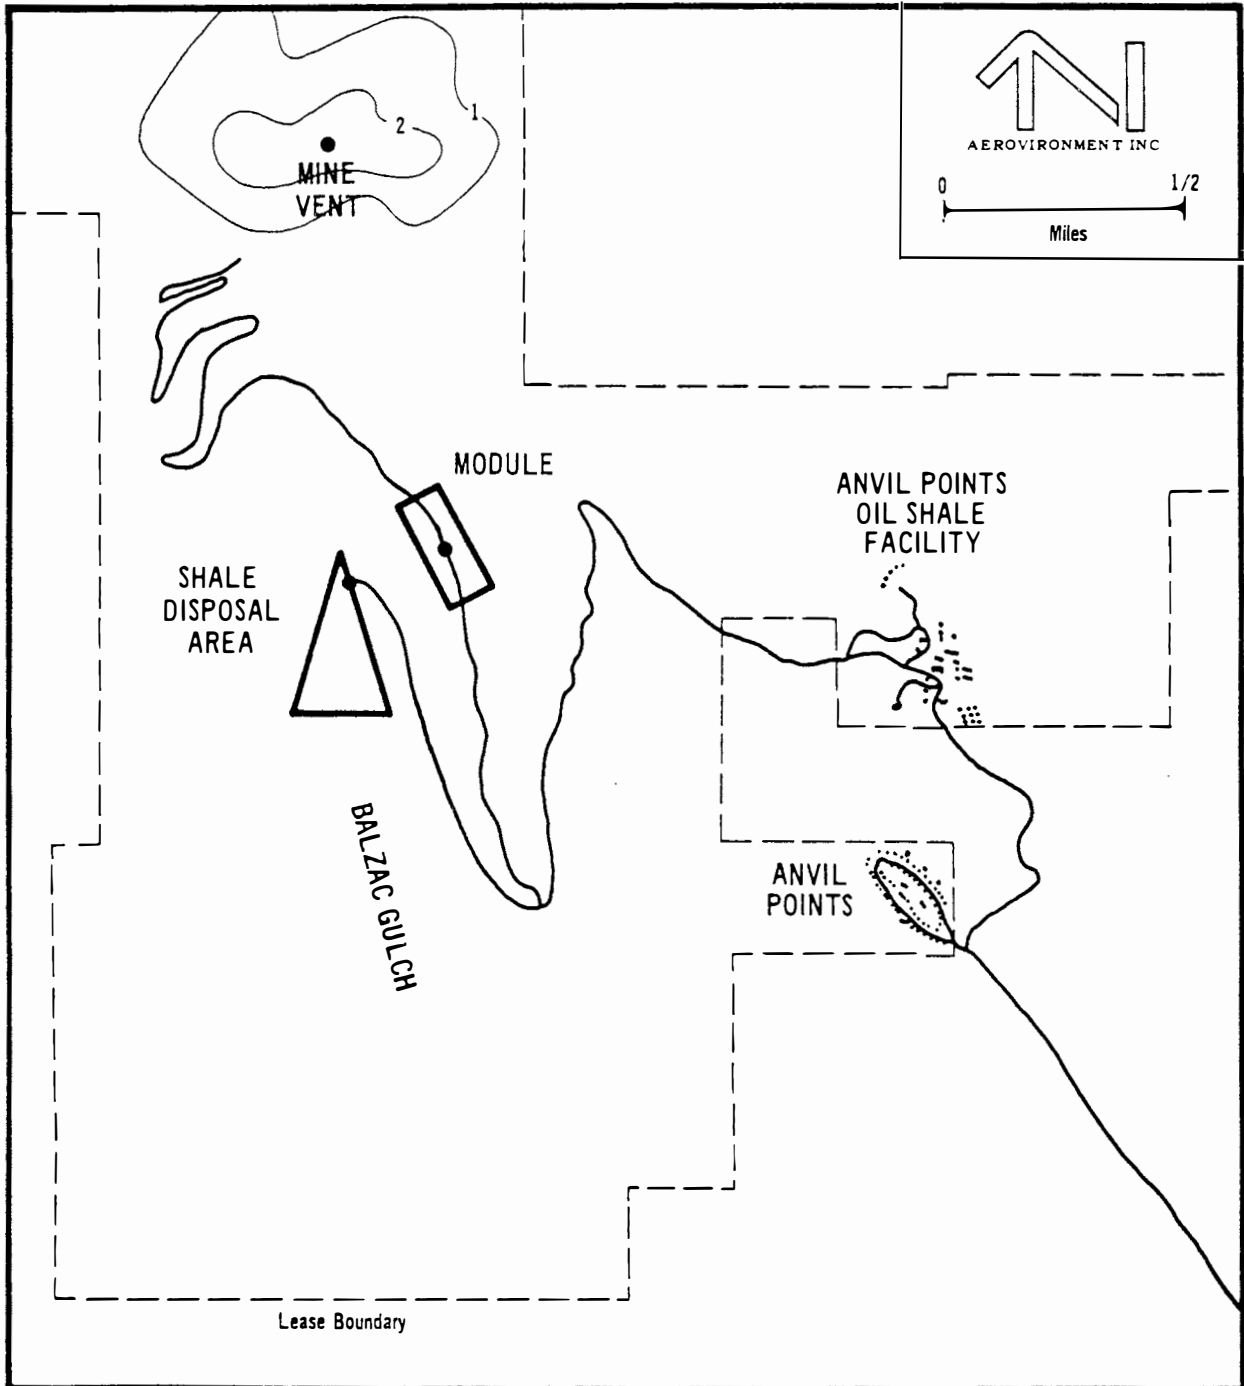 2
1
MINE
VENT
AEROVIRONMENT INC
0 1/2
Miles
MODULE
ANVIL POINTS
OIL SHALE
FACILITY
SHALE
DISPOSAL
AREA
BALZAC GULCH
ANVIL
POINTS
Lease Boundary